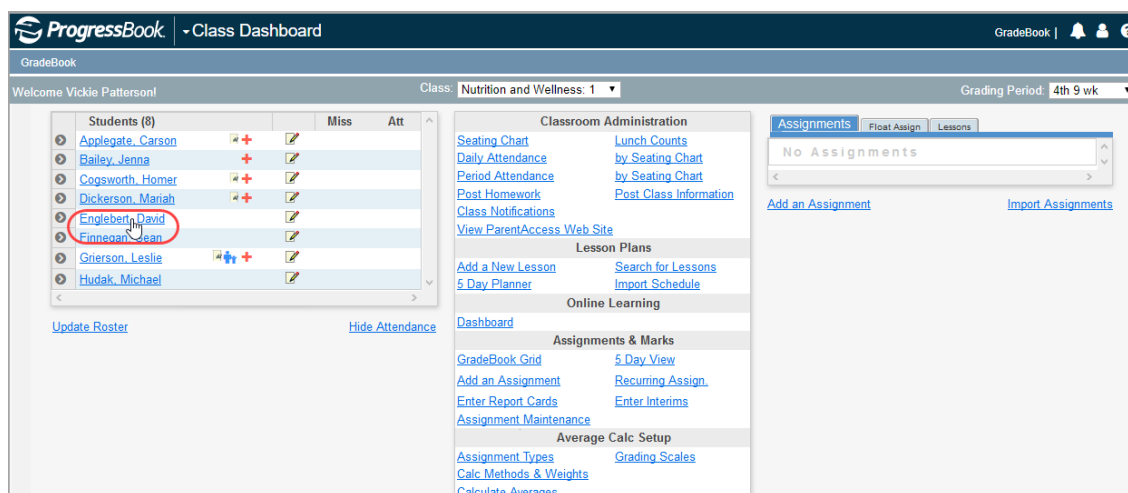 ProgressBook Class Dashboard GradeBook |
GradeBook
Welcome Vickie Patterson! Class: Nutrition and Wellness: 1 Grading Period: 4th 9 wk
Students (8) Miss Att
Applegate, Carson
Bailey, Jenna
Cogsworth, Homer
Dickerson, Mariah
Englebert, David
Finnegan, Sean
Grierson, Leslie
Hudak, Michael
Update Roster Hide Attendance
Classroom Administration
Seating Chart Lunch Counts
Daily Attendance by Seating Chart
Period Attendance by Seating Chart
Post Homework Post Class Information
Class Notifications
View ParentAccess Web Site
Lesson Plans
Add a New Lesson Search for Lessons
5 Day Planner Import Schedule
Online Learning
Dashboard
Assignments & Marks
GradeBook Grid 5 Day View
Add an Assignment Recurring Assign.
Enter Report Cards Enter Interims
Assignment Maintenance
Average Calc Setup
Assignment Types Grading Scales
Calc Methods & Weights
Calculate Averages
Assignments Float Assign Lessons
No Assignments
Add an Assignment Import Assignments